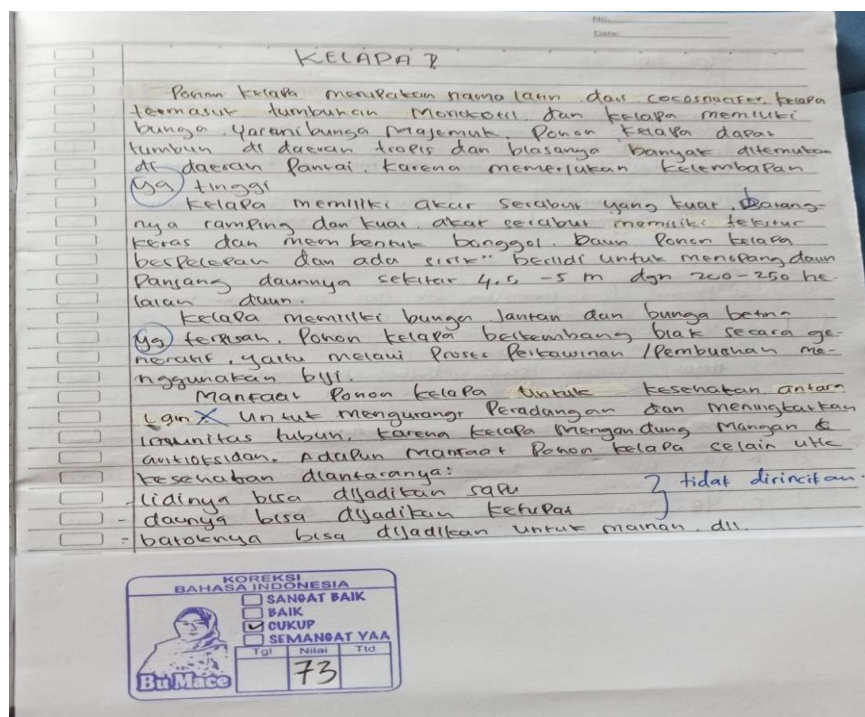 No.
Date:
KELAPA
Pohon kelapa merupakan nama latin dari cocosnucifer. kelapa
termasuk tumbuhan Monokotil dan kelapa memiliki
bunga yarani bunga majemuk. Pohon kelapa dapat
tumbuh di daerah tropis dan biasanya banyak ditemukan
di daerah Pantai. karena memerlukan kelembapan
yg tinggi
kelapa memiliki akar serabut yang kuat. Batang-
nya ramping dan kuat. akar serabut memiliki tekstur
keras dan membentuk bonggol. Daun Pohon kelapa
berpelepah dan ada berlidi untuk menopang daun
Panjang daunnya sekitar 4,5 -5 m dgn 200-250 he-
laian daun.
kelapa memiliki bunga Jantan dan bunga betina
yg terpisah. Pohon kelapa berkembang biak secara ge-
neratif, yaitu melalui Proses Perkawinan /Pembuahan me-
nggunakan biji.
Manfaat Pohon kelapa untuk kesehatan antara
lain untuk mengurangi Peradangan dan meningkatkan
imunitas tubuh. karena kelapa mengandung Mangan &
antioksidan. Adapun manfaat Pohon kelapa selain utk
kesehatan diantaranya:
- lidinya bisa dijadikan sapu
- daunya bisa dijadikan ketupat
- batoknya bisa dijadikan untuk mainan. dll.
tidak dirincikan
KOREKSI
BAHASA INDONESIA
SANGAT BAIK
BAIK
CUKUP
SEMANGAT YAA
Tgl Nilai Ttd
73
Bu Mace